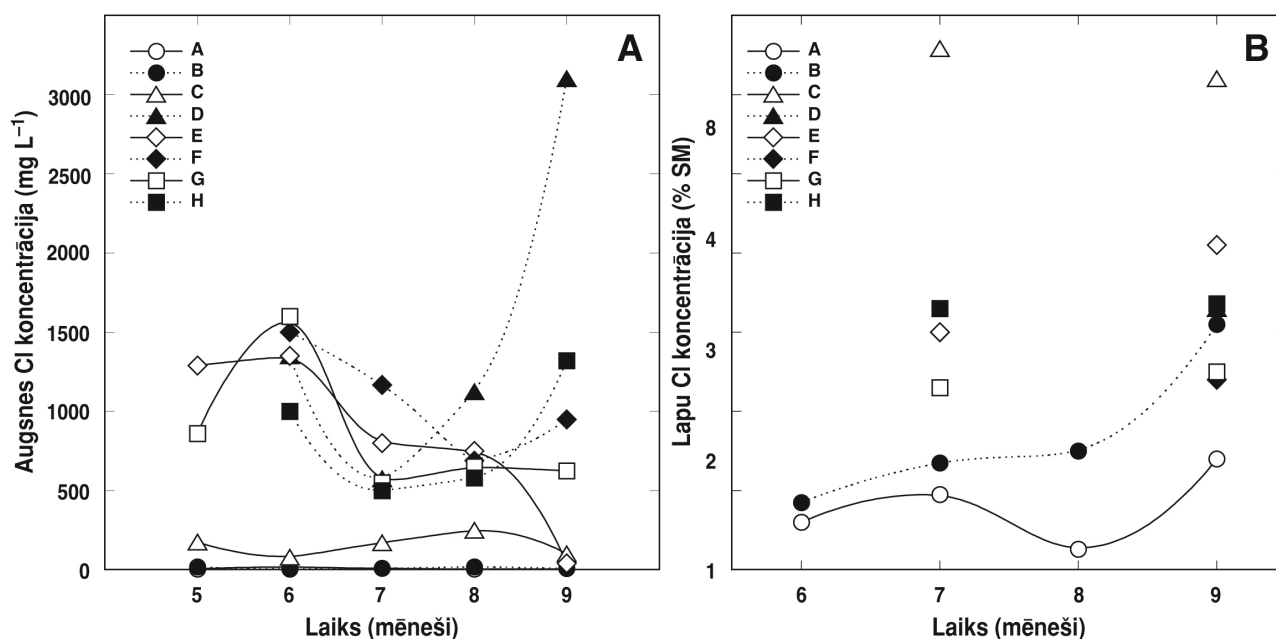 A
A
B
C
D
E
F
G
H
3000
2500
2000
1500
1000
500
0
5 6 7 8 9
Augsnes Cl koncentrācija (mg L⁻¹)
Laiks (mēneši)
B
A
B
C
D
E
F
G
H
8
4
3
2
1
6 7 8 9
Lapu Cl koncentrācija (% SM)
Laiks (mēneši)